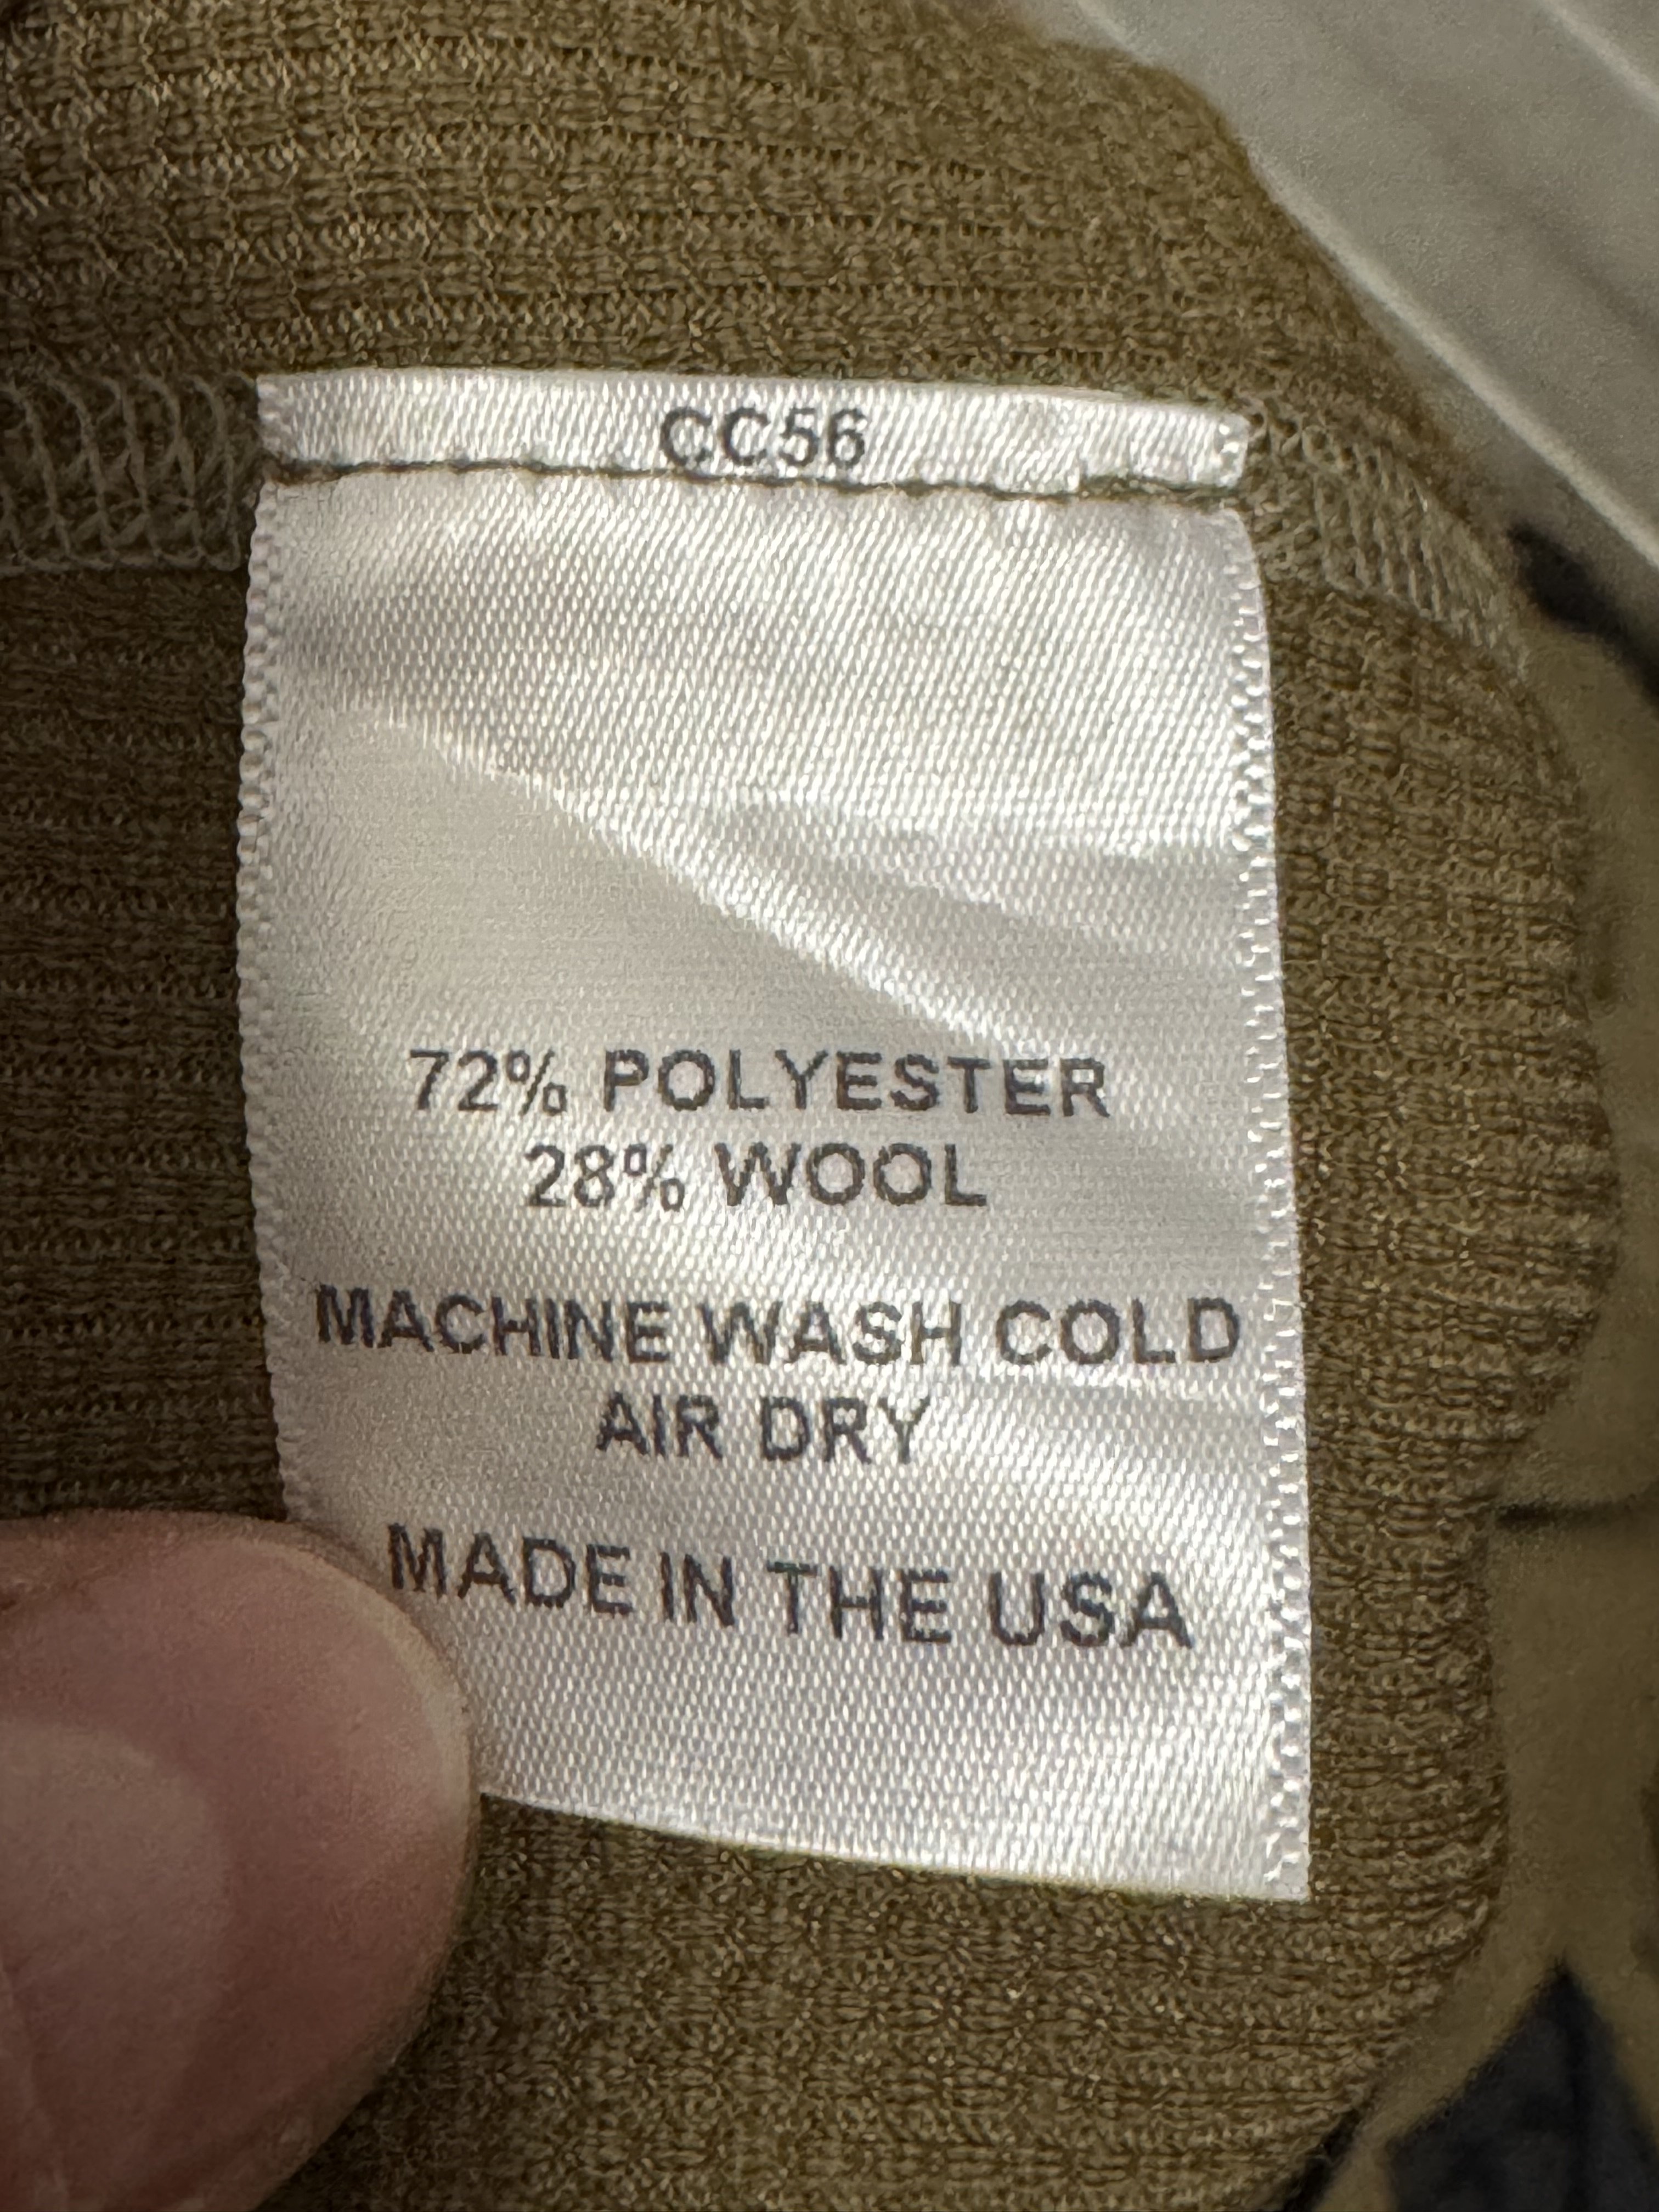 CC56
72% POLYESTER
28% WOOL
MACHINE WASH COLD
AIR DRY
MADE IN THE USA